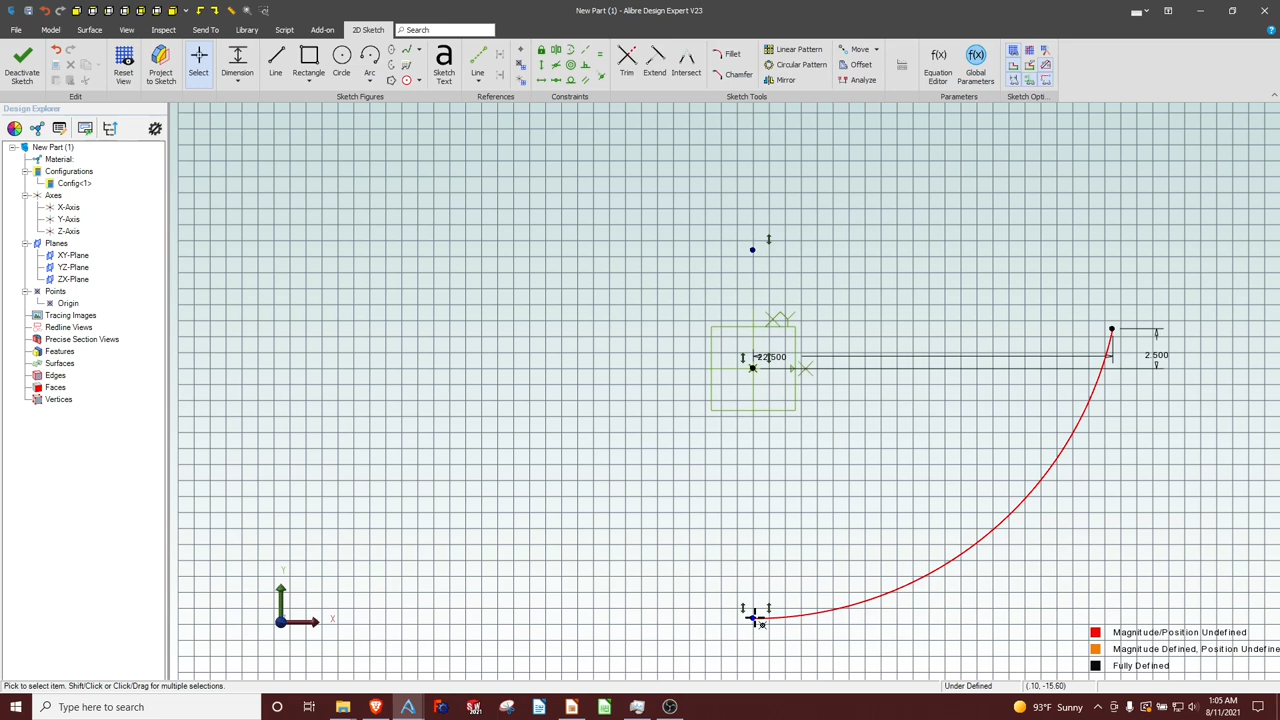 New Part (1) - Alibre Design Expert V23
File
Model
Surface
View
Inspect
Send To
Library
Script
Add-on
2D Sketch
Search
Deactivate Sketch
Reset View
Project to Sketch
Select
Dimension
Line
Rectangle
Circle
Arc
Sketch Text
Line
Trim
Extend
Intersect
Fillet
Chamfer
Linear Pattern
Circular Pattern
Mirror
Move
Offset
Analyze
Equation Editor
Global Parameters
Edit
Sketch Figures
References
Constraints
Sketch Tools
Parameters
Sketch Opti...
Design Explorer
New Part (1)
Material:
Configurations
Config<1>
Axes
X-Axis
Y-Axis
Z-Axis
Planes
XY-Plane
YZ-Plane
ZX-Plane
Points
Origin
Tracing Images
Redline Views
Precise Section Views
Features
Surfaces
Edges
Faces
Vertices
22.500
2.500
Y
X
Magnitude/Position Undefined
Magnitude Defined, Position Undefine
Fully Defined
Pick to select item. Shift/Click or Click/Drag for multiple selections.
Under Defined
(.10, -15.60)
Type here to search
93°F Sunny
1:05 AM
8/11/2021